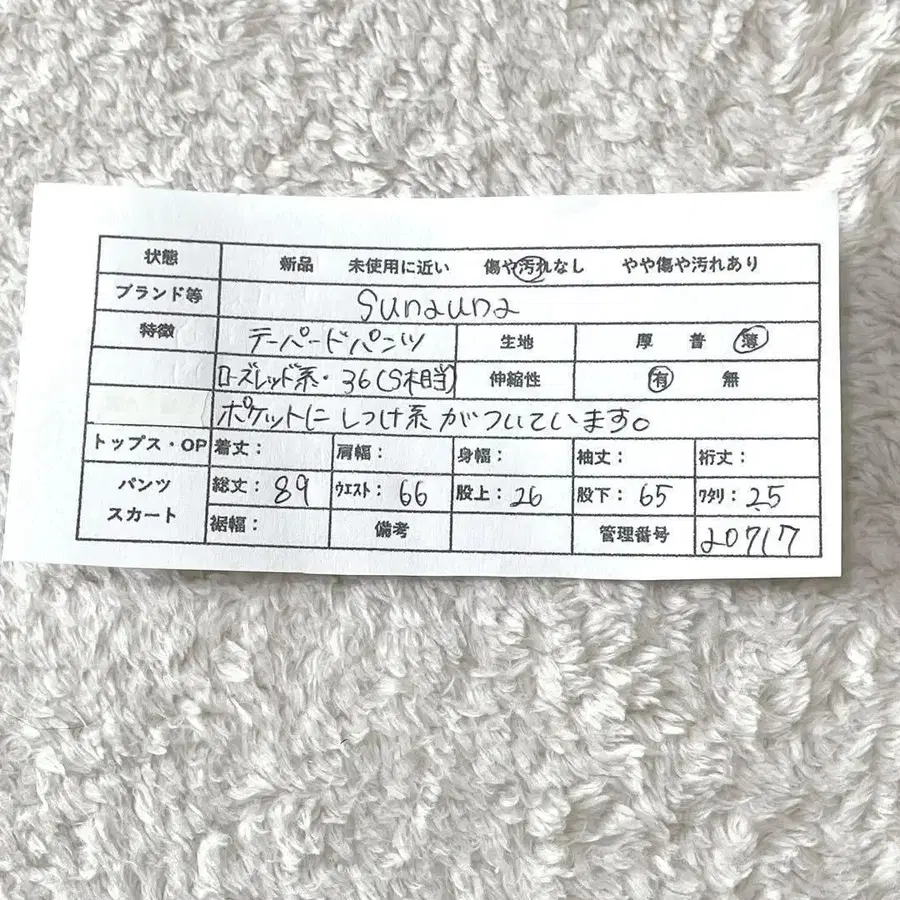 状態 新品 未使用に近い 傷や汚れなし やや傷や汚れあり
ブランド等 Sunauna
特徴 テーパードパンツ 生地 厚 普 薄
ローズレッド系・36(S相当) 伸縮性 有 無
ポケットにしつけ糸がついています。
トップス・OP 着丈: 肩幅: 身幅: 袖丈: 裄丈:
パンツ スカート 総丈: 89 ウエスト: 66 股上: 26 股下: 65 ワタリ: 25
裾幅: 備考 管理番号 20717